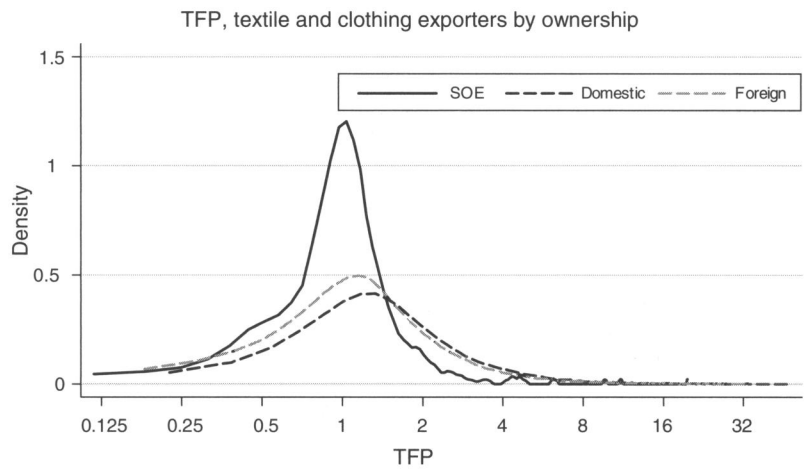 TFP, textile and clothing exporters by ownership
1.5
SOE Domestic Foreign
1
Density
0.5
0
0.125 0.25 0.5 1 2 4 8 16 32
TFP